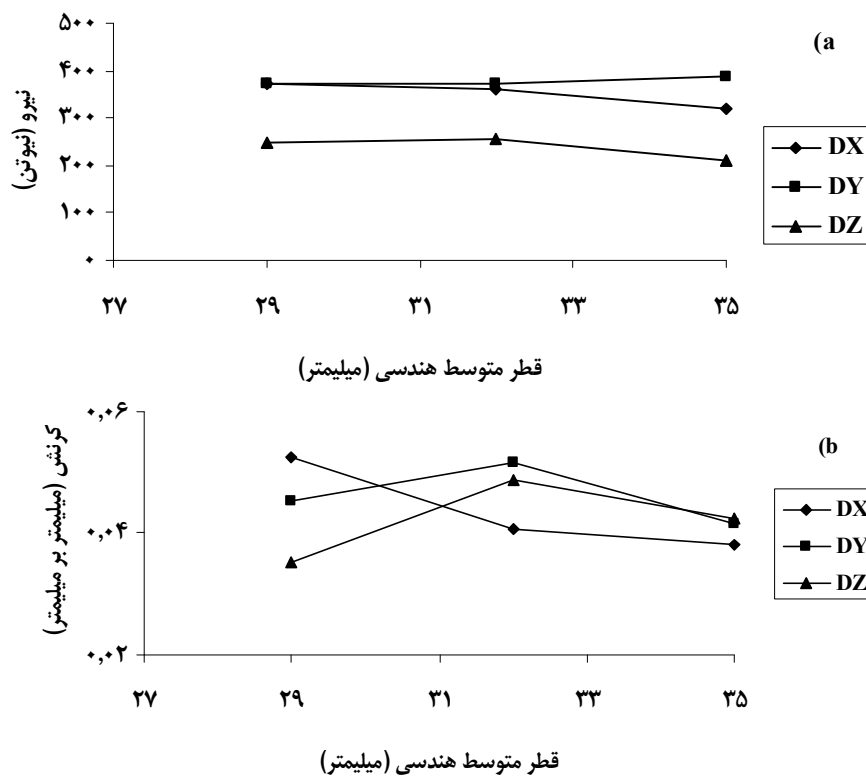 (a
نیرو (نیوتن)
۵۰۰
۴۰۰
۳۰۰
۲۰۰
۱۰۰
۰
۲۷ ۲۹ ۳۱ ۳۳ ۳۵
قطر متوسط هندسی (میلیمتر)
DX
DY
DZ
(b
کرنش (میلیمتر بر میلیمتر)
۰,۰۶
۰,۰۴
۰,۰۲
۲۷ ۲۹ ۳۱ ۳۳ ۳۵
قطر متوسط هندسی (میلیمتر)
DX
DY
DZ